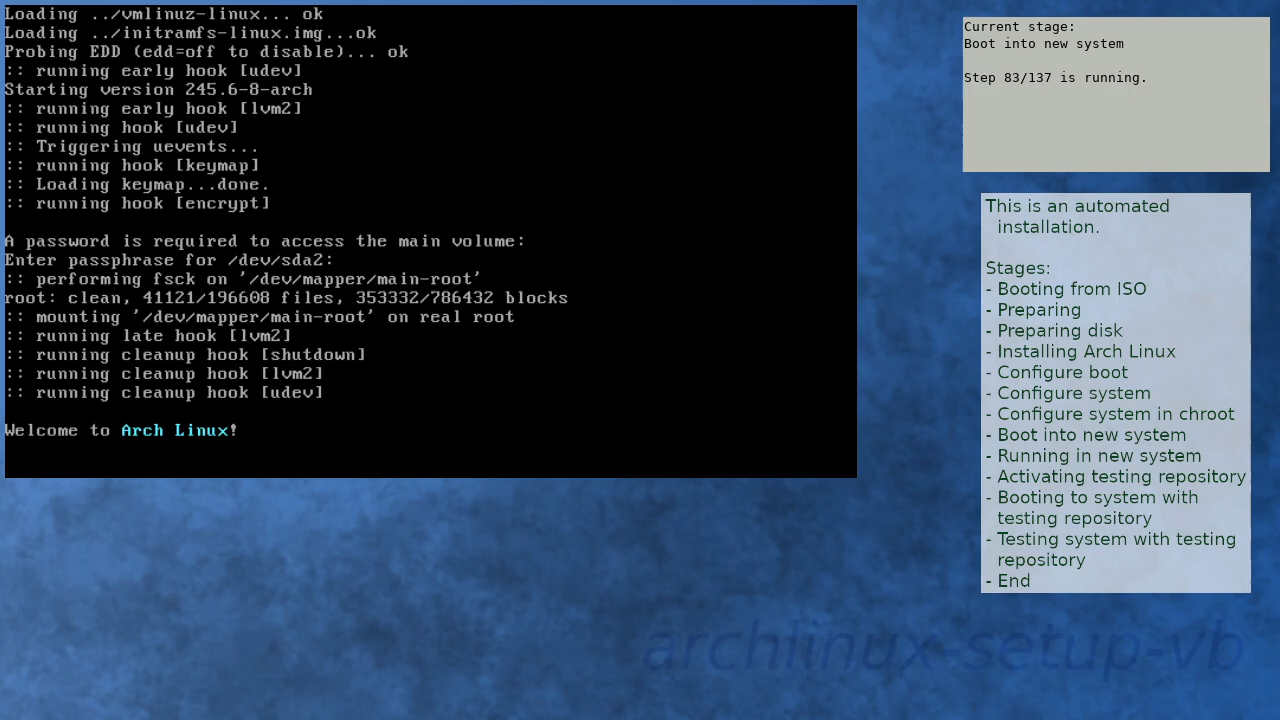 Loading ../vmlinuz-linux... ok
Loading ../initramfs-linux.img...ok
Probing EDD (edd=off to disable)... ok
:: running early hook [udev]
Starting version 245.6-8-arch
:: running early hook [lvm2]
:: running hook [udev]
:: Triggering uevents...
:: running hook [keymap]
:: Loading keymap...done.
:: running hook [encrypt]
A password is required to access the main volume:
Enter passphrase for /dev/sda2:
:: performing fsck on '/dev/mapper/main-root'
root: clean, 41121/196608 files, 353332/786432 blocks
:: mounting '/dev/mapper/main-root' on real root
:: running late hook [lvm2]
:: running cleanup hook [shutdown]
:: running cleanup hook [lvm2]
:: running cleanup hook [udev]
Welcome to Arch Linux!
Current stage:
Boot into new system
Step 83/137 is running.
This is an automated
installation.
Stages:
- Booting from ISO
- Preparing
- Preparing disk
- Installing Arch Linux
- Configure boot
- Configure system
- Configure system in chroot
- Boot into new system
- Running in new system
- Activating testing repository
- Booting to system with
testing repository
- Testing system with testing
repository
- End
archlinux-setup-vb